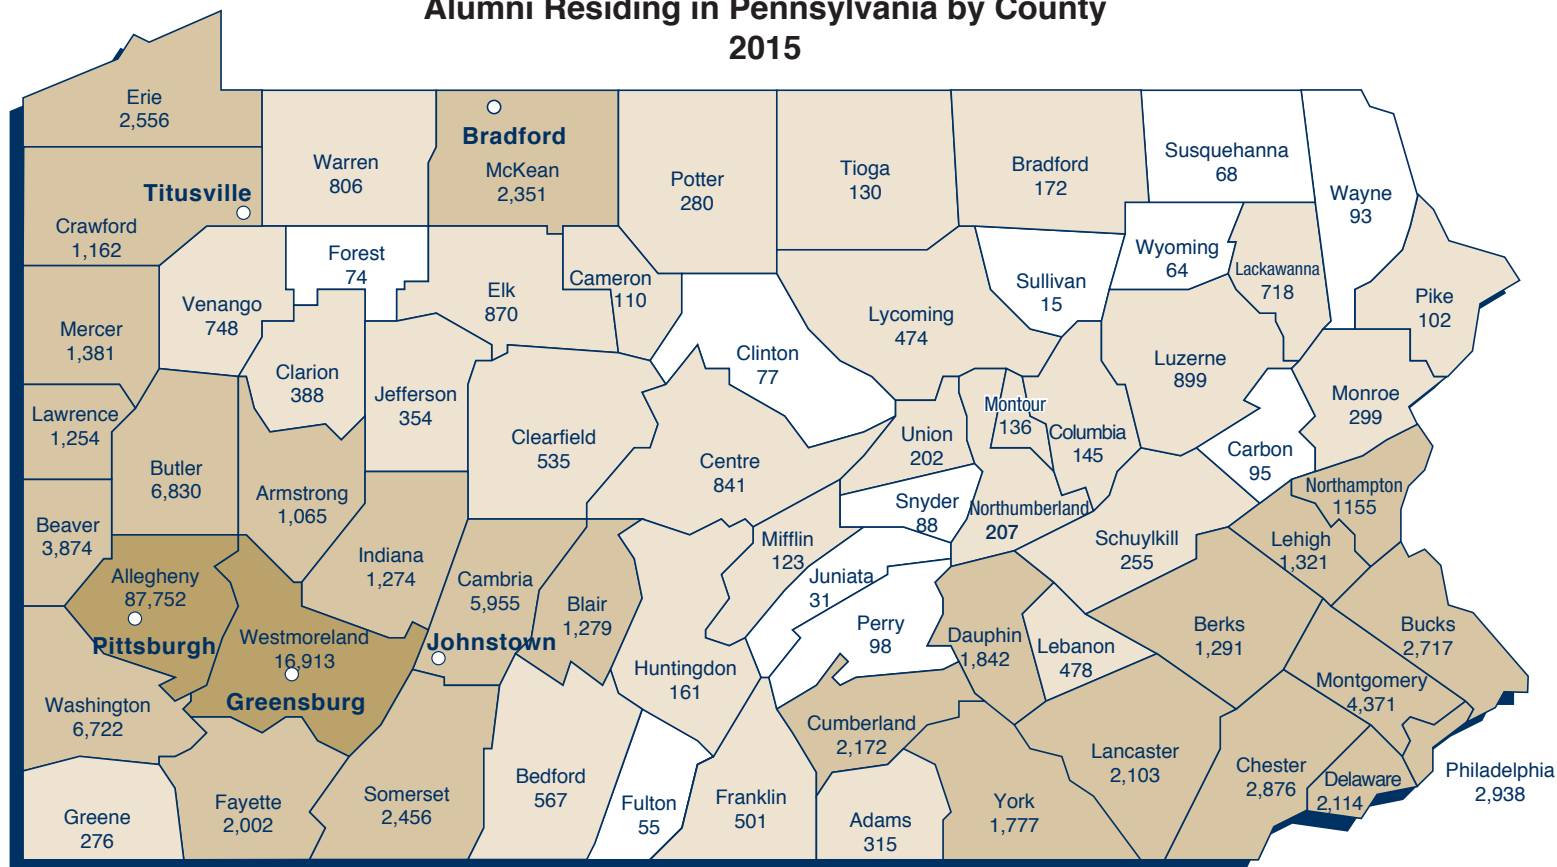 Alumni Residing in Pennsylvania by County
2015
Erie
2,556
Warren
806
Bradford
McKean
2,351
Potter
280
Tioga
130
Bradford
172
Susquehanna
68
Wayne
93
Titusville
Crawford
1,162
Forest
74
Venango
748
Elk
870
Cameron
110
Sullivan
15
Wyoming
64
Lackawanna
718
Pike
102
Mercer
1,381
Clarion
388
Jefferson
354
Clinton
77
Lycoming
474
Luzerne
899
Monroe
299
Lawrence
1,254
Butler
6,830
Armstrong
1,065
Clearfield
535
Centre
841
Union
202
Montour
136
Columbia
145
Carbon
95
Northampton
1155
Snyder
88
Northumberland
207
Beaver
3,874
Indiana
1,274
Mifflin
123
Schuylkill
255
Lehigh
1,321
Allegheny
87,752
Pittsburgh
Cambria
5,955
Blair
1,279
Juniata
31
Perry
98
Westmoreland
16,913
Greensburg
Johnstown
Huntingdon
161
Dauphin
1,842
Lebanon
478
Berks
1,291
Bucks
2,717
Montgomery
4,371
Washington
6,722
Cumberland
2,172
Lancaster
2,103
Chester
2,876
Delaware
2,114
Philadelphia
2,938
Greene
276
Fayette
2,002
Somerset
2,456
Bedford
567
Fulton
55
Franklin
501
Adams
315
York
1,777